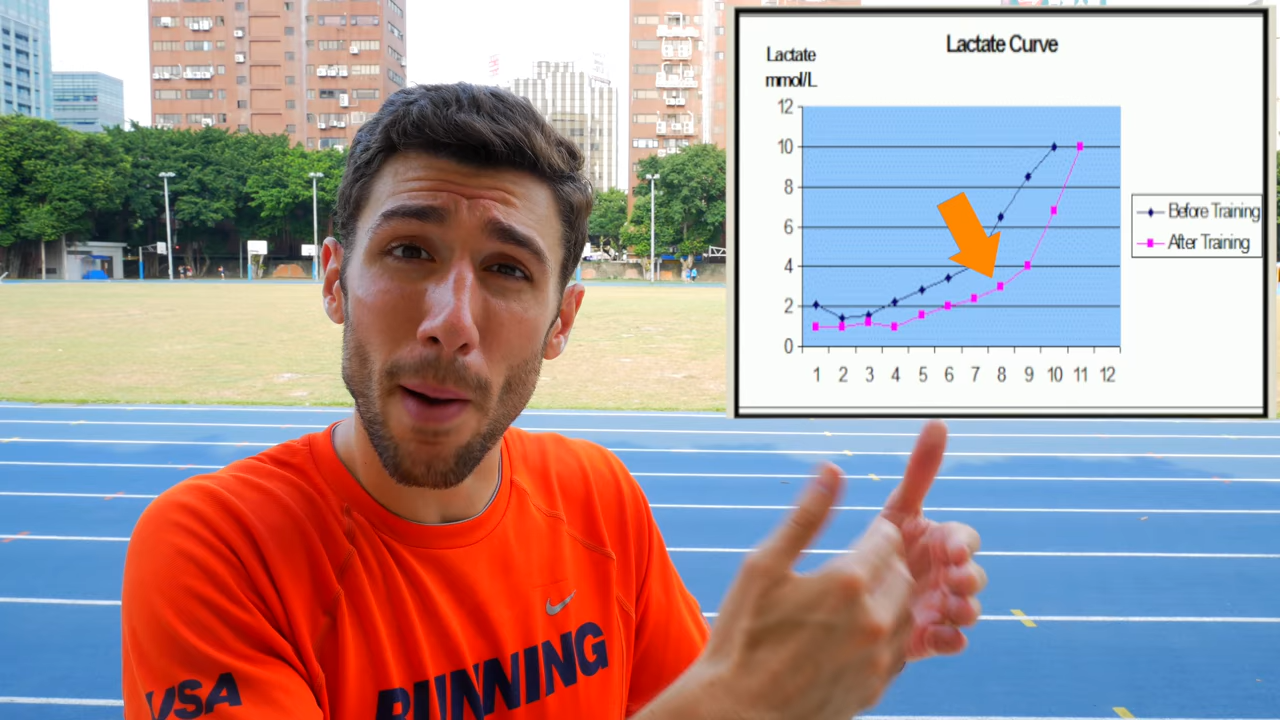 Lactate Curve
Lactate
mmol/L
12
10
8
6
4
2
0
1 2 3 4 5 6 7 8 9 10 11 12
Before Training
After Training
USA
RUNNING